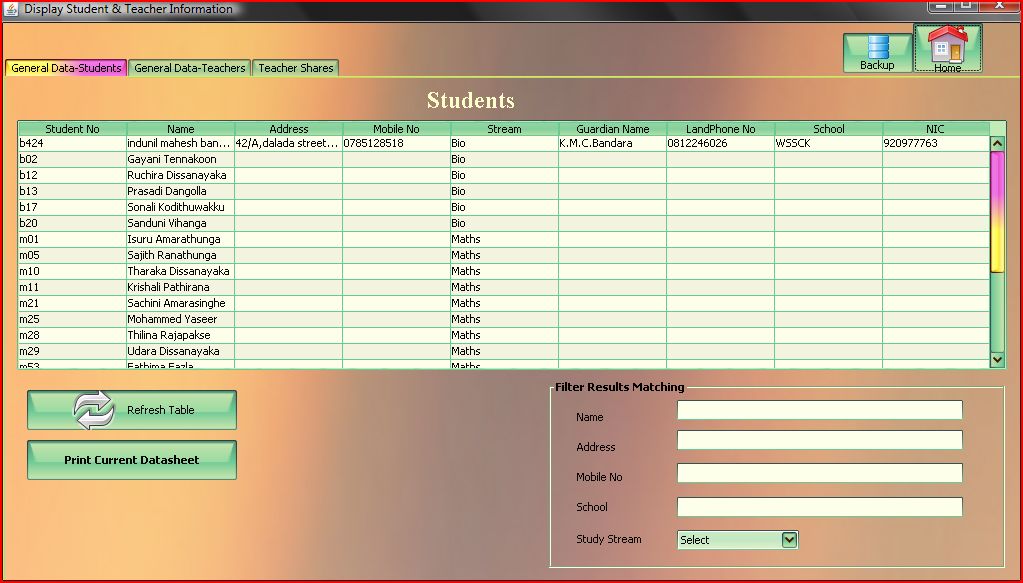 Display Student & Teacher Information
Backup
Home
General Data-Students General Data-Teachers Teacher Shares
Students
Student No Name Address Mobile No Stream Guardian Name LandPhone No School NIC
b424 indunil mahesh ban... 42/A,dalada street... 0785128518 Bio K.M.C.Bandara 0812246026 WSSCK 920977763
b02 Gayani Tennakoon Bio
b12 Ruchira Dissanayaka Bio
b13 Prasadi Dangolla Bio
b17 Sonali Kodithuwakku Bio
b20 Sanduni Vihanga Bio
m01 Isuru Amarathunga Maths
m05 Sajith Ranathunga Maths
m10 Tharaka Dissanayaka Maths
m11 Krishali Pathirana Maths
m21 Sachini Amarasinghe Maths
m25 Mohammed Yaseer Maths
m28 Thilina Rajapakse Maths
m29 Udara Dissanayaka Maths
m53 Fathima Fazla Maths
Refresh Table
Print Current Datasheet
Filter Results Matching
Name
Address
Mobile No
School
Study Stream Select